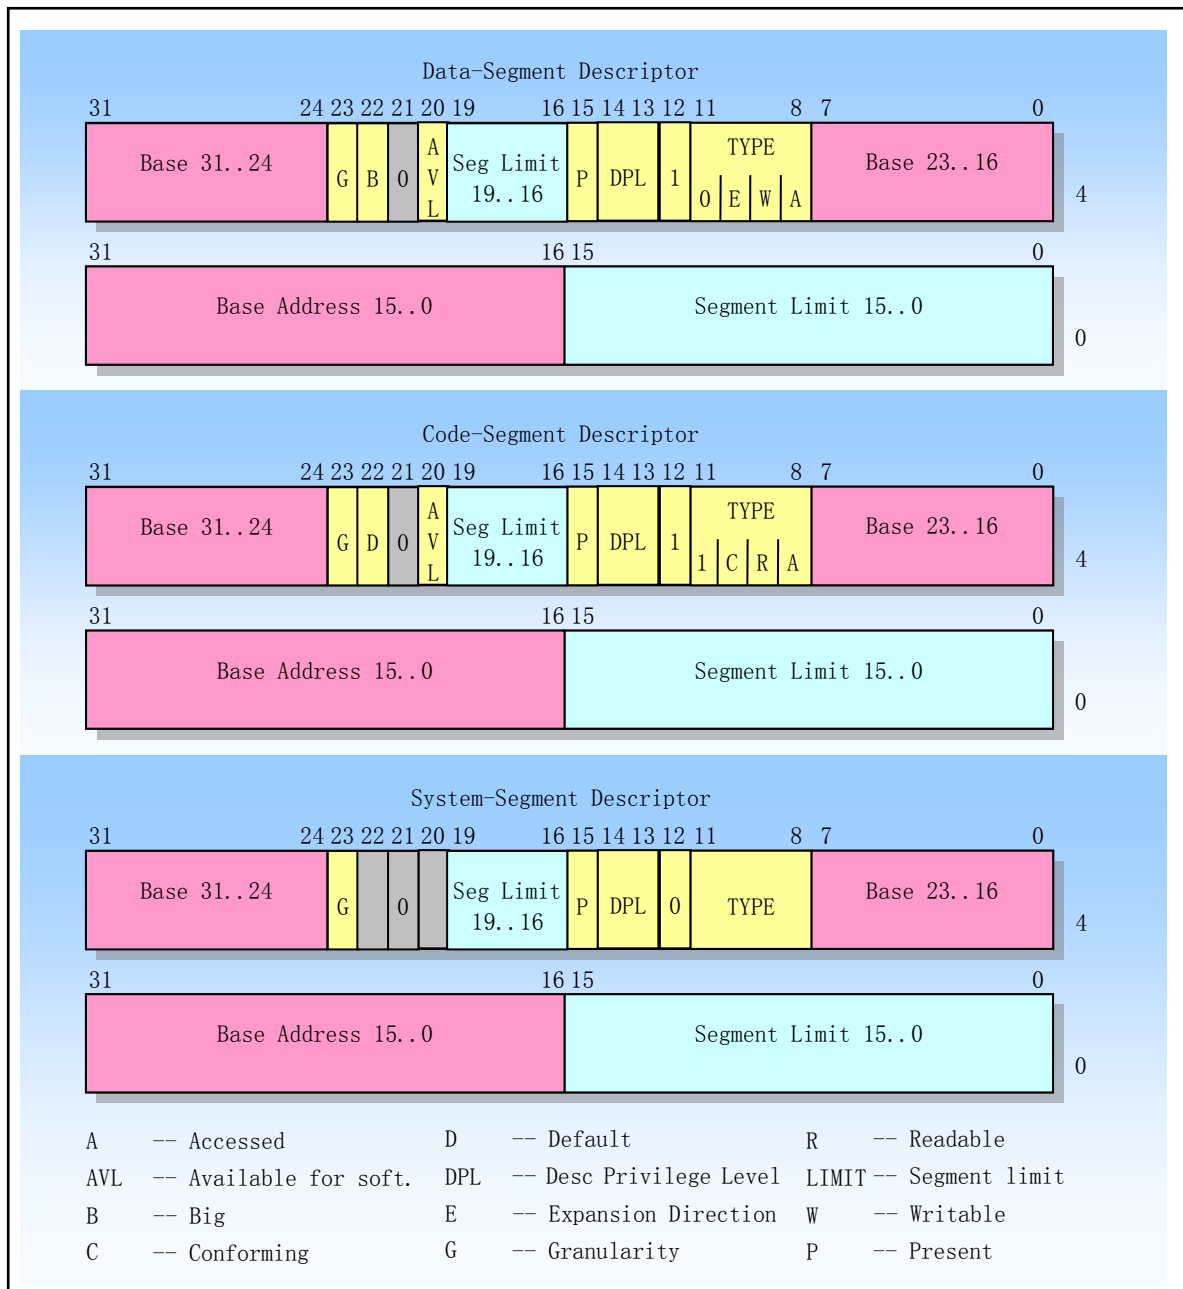 Data-Segment Descriptor
31 24 23 22 21 20 19 16 15 14 13 12 11 8 7 0
Base 31..24 G B 0 AVL Seg Limit 19..16 P DPL 1 TYPE 0 E W A Base 23..16 4
31 16 15 0
Base Address 15..0 Segment Limit 15..0 0
Code-Segment Descriptor
31 24 23 22 21 20 19 16 15 14 13 12 11 8 7 0
Base 31..24 G D 0 AVL Seg Limit 19..16 P DPL 1 TYPE 1 C R A Base 23..16 4
31 16 15 0
Base Address 15..0 Segment Limit 15..0 0
System-Segment Descriptor
31 24 23 22 21 20 19 16 15 14 13 12 11 8 7 0
Base 31..24 G 0 Seg Limit 19..16 P DPL 0 TYPE Base 23..16 4
31 16 15 0
Base Address 15..0 Segment Limit 15..0 0
A -- Accessed D -- Default R -- Readable
AVL -- Available for soft. DPL -- Desc Privilege Level LIMIT -- Segment limit
B -- Big E -- Expansion Direction W -- Writable
C -- Conforming G -- Granularity P -- Present